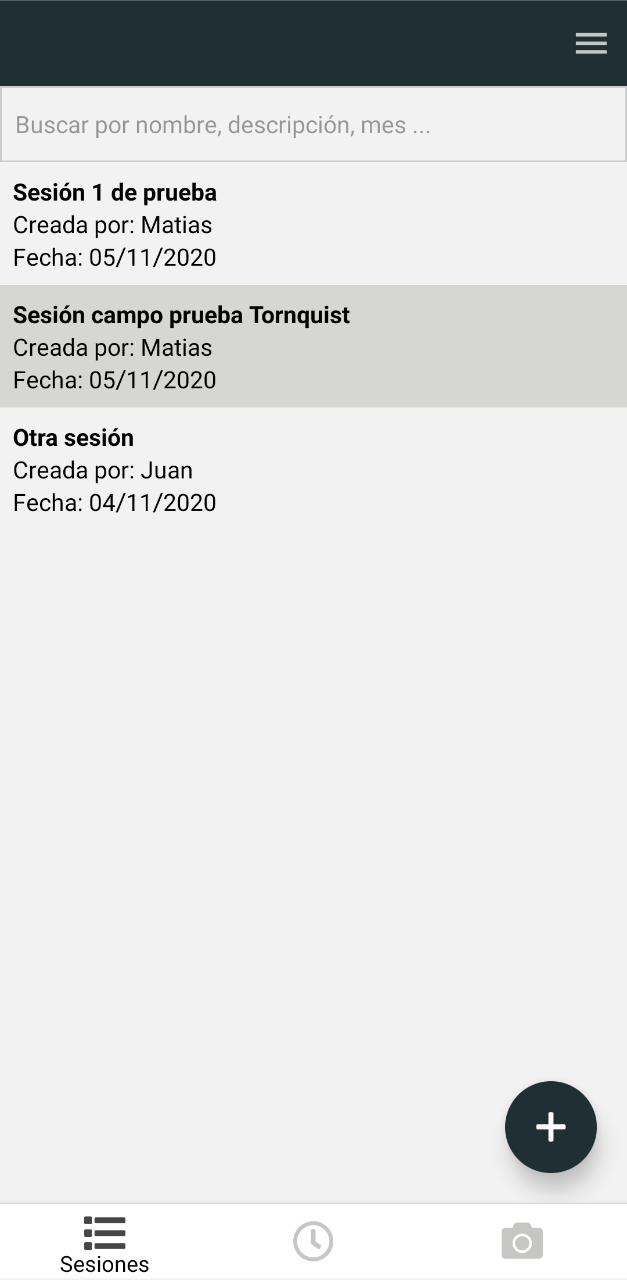 Buscar por nombre, descripción, mes ...
Sesión 1 de prueba
Creada por: Matias
Fecha: 05/11/2020
Sesión campo prueba Tornquist
Creada por: Matias
Fecha: 05/11/2020
Otra sesión
Creada por: Juan
Fecha: 04/11/2020
Sesiones